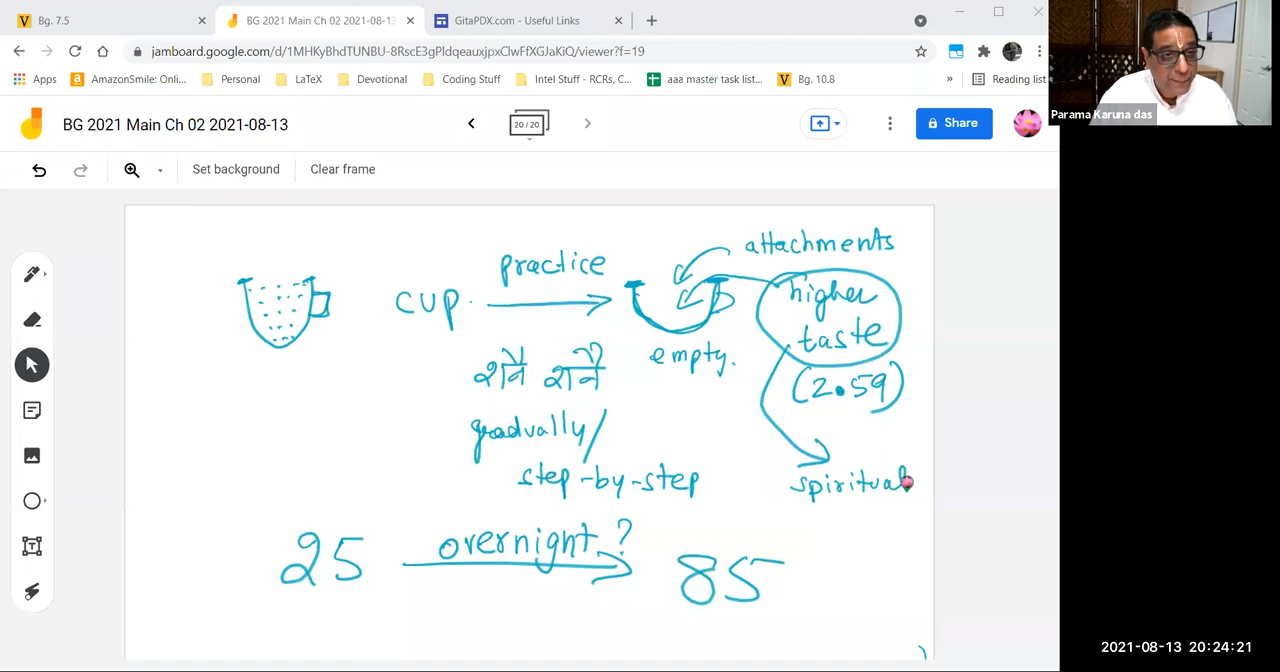 Bg. 7.5
BG 2021 Main Ch 02 2021-08-13
GitaPDX.com - Useful Links
jamboard.google.com/d/1MHKyBhdTUNBU-8RscE3gPldqeauxjpxClwFfXGJaKiQ/viewer?f=19
Apps
AmazonSmile: Onli...
Personal
LaTeX
Devotional
Coding Stuff
Intel Stuff - RCRs, C...
aaa master task list...
Bg. 10.8
»
Reading list
Parama Karuna das
BG 2021 Main Ch 02 2021-08-13
20 / 20
Share
Set background
Clear frame
attachments
practice
cup.
higher
taste
empty.
शनै शनै
(2.59)
gradually/
step-by-step
spiritual
overnight ?
25
85
2021-08-13 20:24:21